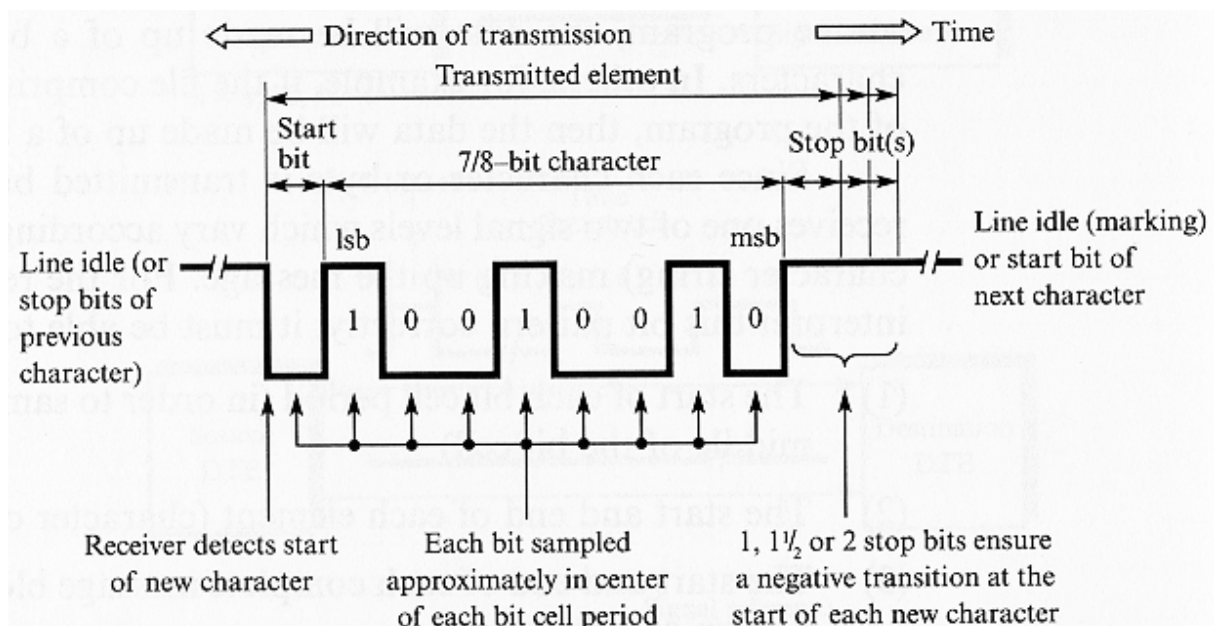 Direction of transmission
Time
Transmitted element
Start
bit
7/8–bit character
Stop bit(s)
lsb
msb
Line idle (or
stop bits of
previous
character)
1 0 0 1 0 0 1 0
Line idle (marking)
or start bit of
next character
Receiver detects start
of new character
Each bit sampled
approximately in center
of each bit cell period
1, 1½ or 2 stop bits ensure
a negative transition at the
start of each new character